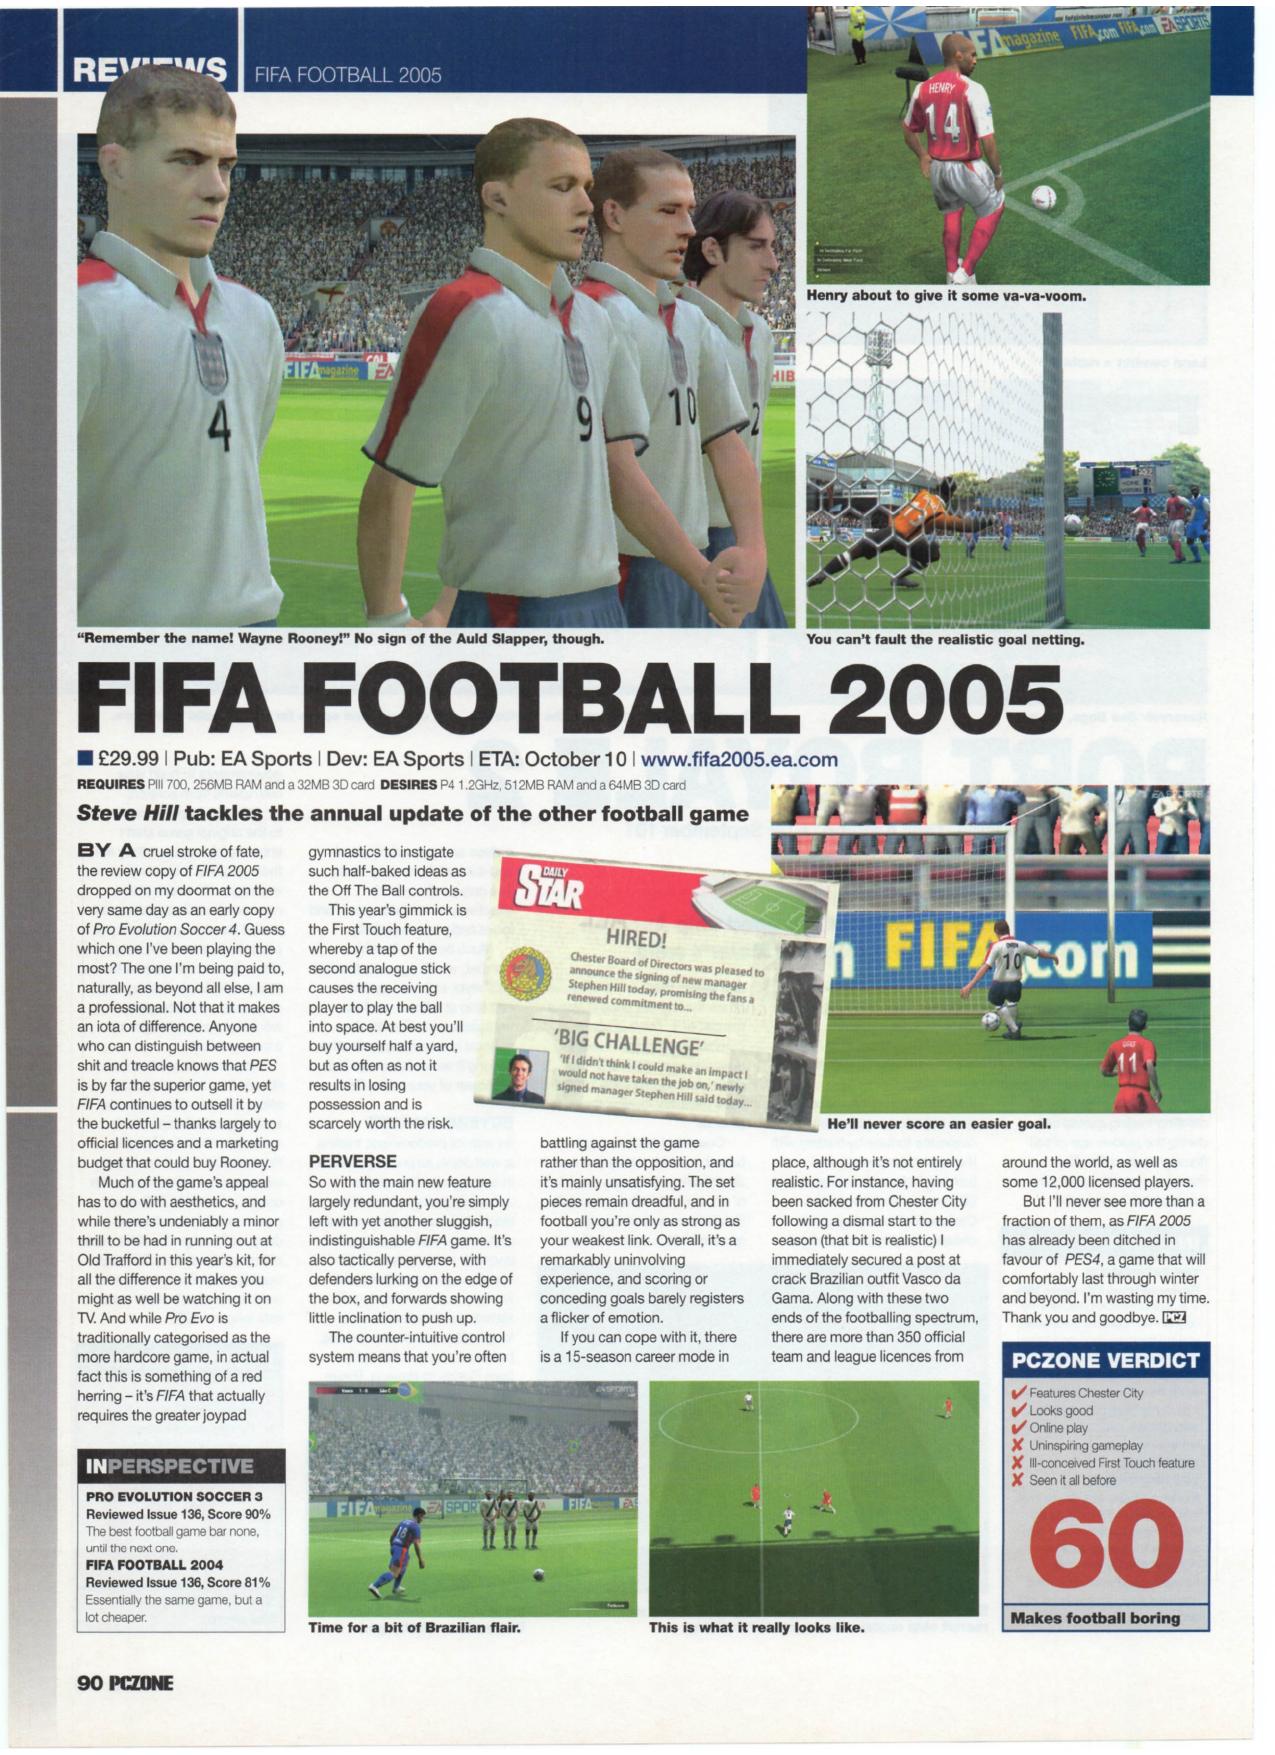 REVIEWS
FIFA FOOTBALL 2005
HENRY
14
FIFA magazine FIFA.com FIFA.com EA SPORTS
Henry about to give it some va-va-voom.
4
9
10
2
FIFA magazine
"Remember the name! Wayne Rooney!" No sign of the Auld Slapper, though.
You can't fault the realistic goal netting.
FIFA FOOTBALL 2005
£29.99 | Pub: EA Sports | Dev: EA Sports | ETA: October 10 | www.fifa2005.ea.com
REQUIRES PIII 700, 256MB RAM and a 32MB 3D card DESIRES P4 1.2GHz, 512MB RAM and a 64MB 3D card
Steve Hill tackles the annual update of the other football game
BY A cruel stroke of fate,
the review copy of FIFA 2005
dropped on my doormat on the
very same day as an early copy
of Pro Evolution Soccer 4. Guess
which one I've been playing the
most? The one I'm being paid to,
naturally, as beyond all else, I am
a professional. Not that it makes
an iota of difference. Anyone
who can distinguish between
shit and treacle knows that PES
is by far the superior game, yet
FIFA continues to outsell it by
the bucketful – thanks largely to
official licences and a marketing
budget that could buy Rooney.
Much of the game's appeal
has to do with aesthetics, and
while there's undeniably a minor
thrill to be had in running out at
Old Trafford in this year's kit, for
all the difference it makes you
might as well be watching it on
TV. And while Pro Evo is
traditionally categorised as the
more hardcore game, in actual
fact this is something of a red
herring – it's FIFA that actually
requires the greater joypad
gymnastics to instigate
such half-baked ideas as
the Off The Ball controls.
This year's gimmick is
the First Touch feature,
whereby a tap of the
second analogue stick
causes the receiving
player to play the ball
into space. At best you'll
buy yourself half a yard,
but as often as not it
results in losing
possession and is
scarcely worth the risk.
PERVERSE
So with the main new feature
largely redundant, you're simply
left with yet another sluggish,
indistinguishable FIFA game. It's
also tactically perverse, with
defenders lurking on the edge of
the box, and forwards showing
little inclination to push up.
The counter-intuitive control
system means that you're often
DAILY
STAR
HIRED!
Chester Board of Directors was pleased to
announce the signing of new manager
Stephen Hill today, promising the fans a
renewed commitment to...
'BIG CHALLENGE'
'If I didn't think I could make an impact I
would not have taken the job on,' newly
signed manager Stephen Hill said today...
EA SPORTS
FIFA.com
10
11
He'll never score an easier goal.
battling against the game
rather than the opposition, and
it's mainly unsatisfying. The set
pieces remain dreadful, and in
football you're only as strong as
your weakest link. Overall, it's a
remarkably uninvolving
experience, and scoring or
conceding goals barely registers
a flicker of emotion.
If you can cope with it, there
is a 15-season career mode in
place, although it's not entirely
realistic. For instance, having
been sacked from Chester City
following a dismal start to the
season (that bit is realistic) I
immediately secured a post at
crack Brazilian outfit Vasco da
Gama. Along with these two
ends of the footballing spectrum,
there are more than 350 official
team and league licences from
around the world, as well as
some 12,000 licensed players.
But I'll never see more than a
fraction of them, as FIFA 2005
has already been ditched in
favour of PES4, a game that will
comfortably last through winter
and beyond. I'm wasting my time.
Thank you and goodbye. PCZ
INPERSPECTIVE
PRO EVOLUTION SOCCER 3
Reviewed Issue 136, Score 90%
The best football game bar none,
until the next one.
FIFA FOOTBALL 2004
Reviewed Issue 136, Score 81%
Essentially the same game, but a
lot cheaper.
FIFA magazine EA SPORTS FIFA
Time for a bit of Brazilian flair.
This is what it really looks like.
PCZONE VERDICT
✓ Features Chester City
✓ Looks good
✓ Online play
✗ Uninspiring gameplay
✗ Ill-conceived First Touch feature
✗ Seen it all before
60
Makes football boring
90 PCZONE